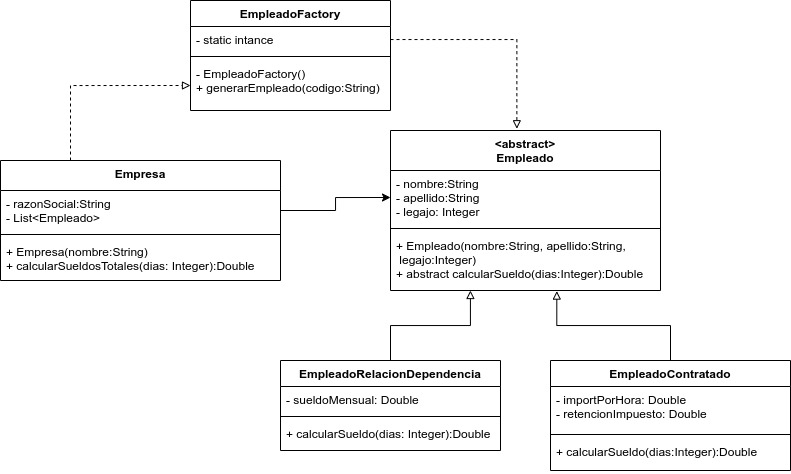 EmpleadoFactory
- static intance
- EmpleadoFactory()
+ generarEmpleado(codigo:String)
<abstract>
Empleado
- nombre:String
- apellido:String
- legajo: Integer
+ Empleado(nombre:String, apellido:String,
legajo:Integer)
+ abstract calcularSueldo(dias:Integer):Double
Empresa
- razonSocial:String
- List<Empleado>
+ Empresa(nombre:String)
+ calcularSueldosTotales(dias: Integer):Double
EmpleadoRelacionDependencia
- sueldoMensual: Double
+ calcularSueldo(dias: Integer):Double
EmpleadoContratado
- importPorHora: Double
- retencionImpuesto: Double
+ calcularSueldo(dias:Integer):Double